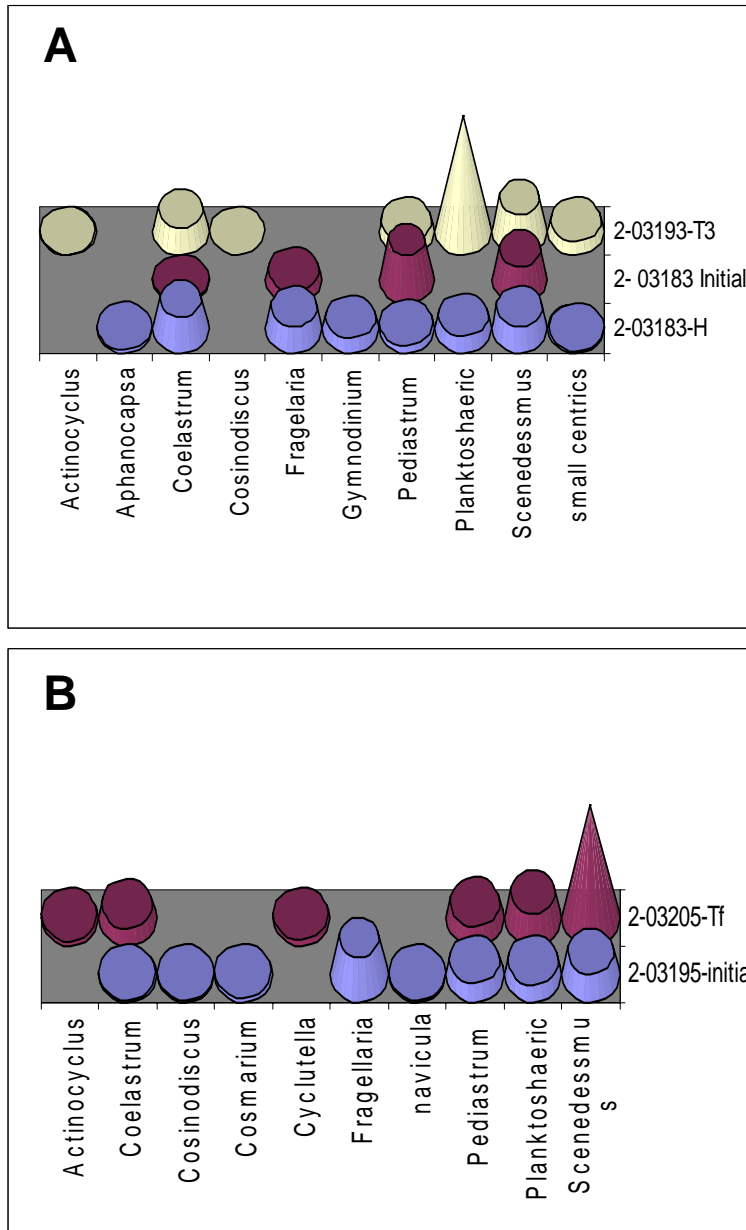 A
2-03193-T3
2- 03183 Initial
2-03183-H
Actinocyclus
Aphanocapsa
Coelastrum
Cosinodiscus
Fragelaria
Gymnodinium
Pediastrum
Planktoshaeric
Scenedessmus
small centrics
B
2-03205-Tf
2-03195-initia
Actinocyclus
Coelastrum
Cosinodiscus
Cosmarium
Cyclutella
Fragellaria
navicula
Pediastrum
Planktoshaeric
Scenedessmu
s